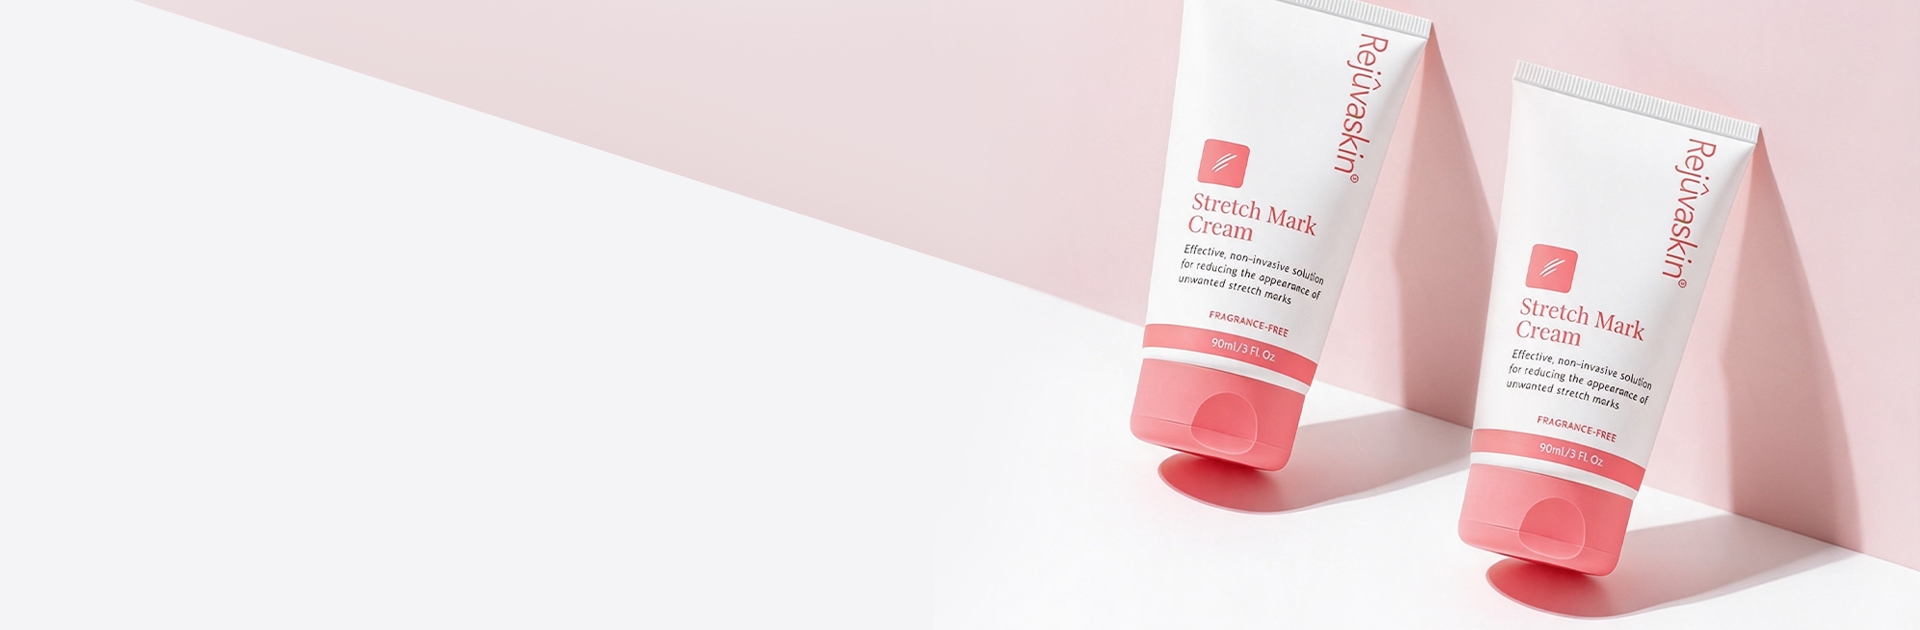 Rejûvaskin®
Stretch Mark
Cream
Effective, non-invasive solution
for reducing the appearance of
unwanted stretch marks
FRAGRANCE-FREE
90ml/3 Fl. Oz
Rejûvaskin®
Stretch Mark
Cream
Effective, non-invasive solution
for reducing the appearance of
unwanted stretch marks
FRAGRANCE-FREE
90ml/3 Fl. Oz